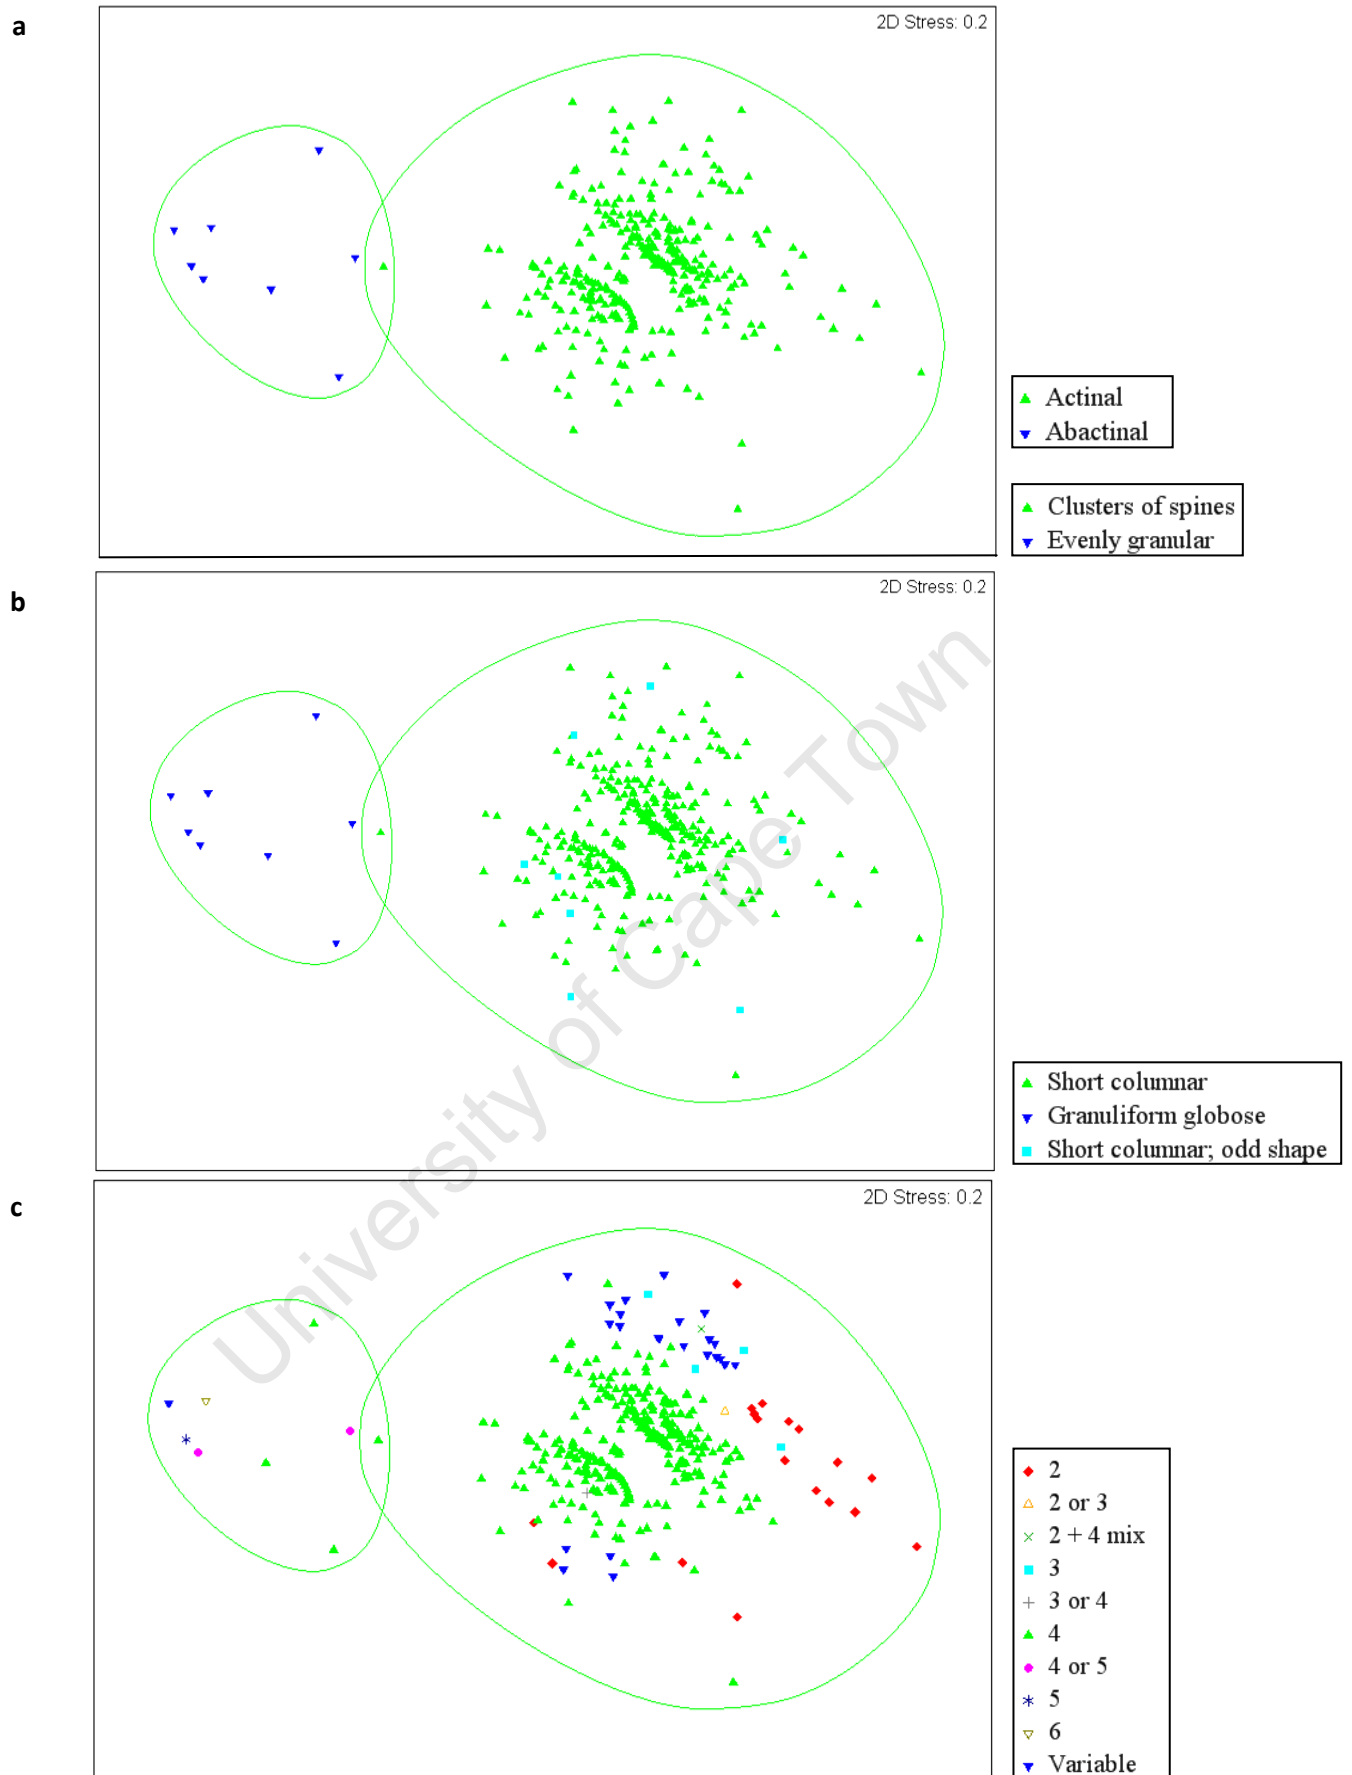 a
2D Stress: 0.2
Actinal
Abactinal
Clusters of spines
Evenly granular
b
2D Stress: 0.2
Short columnar
Granuliform globose
Short columnar; odd shape
c
2D Stress: 0.2
2
2 or 3
2 + 4 mix
3
3 or 4
4
4 or 5
5
6
Variable
University of Cape Town